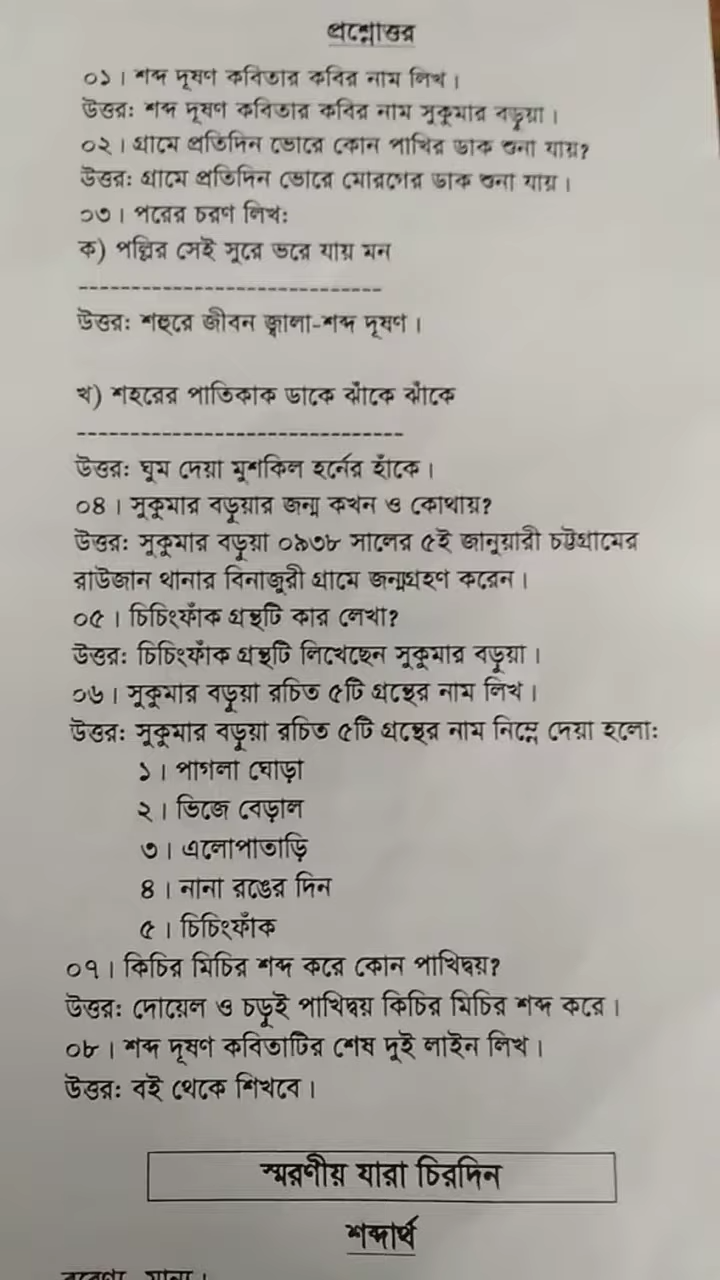 প্রশ্নোত্তর
০১। শব্দ দূষণ কবিতার কবির নাম লিখ।
উত্তর: শব্দ দূষণ কবিতার কবির নাম সুকুমার বড়ুয়া।
০২। গ্রামে প্রতিদিন ভোরে কোন পাখির ডাক শুনা যায়?
উত্তর: গ্রামে প্রতিদিন ভোরে মোরগের ডাক শুনা যায়।
০৩। পরের চরণ লিখ:
ক) পল্লির সেই সুরে ভরে যায় মন
-----------------------------
উত্তর: শহুরে জীবন জ্বালা-শব্দ দূষণ।
খ) শহরের পাতিকাক ডাকে ঝাঁকে ঝাঁকে
-------------------------------
উত্তর: ঘুম দেয়া মুশকিল হর্নের হাঁকে।
০৪। সুকুমার বড়ুয়ার জন্ম কখন ও কোথায়?
উত্তর: সুকুমার বড়ুয়া ০৯৩৮ সালের ৫ই জানুয়ারী চট্টগ্রামের
রাউজান থানার বিনাজুরী গ্রামে জন্মগ্রহণ করেন।
০৫। চিচিংফাঁক গ্রন্থটি কার লেখা?
উত্তর: চিচিংফাঁক গ্রন্থটি লিখেছেন সুকুমার বড়ুয়া।
০৬। সুকুমার বড়ুয়া রচিত ৫টি গ্রন্থের নাম লিখ।
উত্তর: সুকুমার বড়ুয়া রচিত ৫টি গ্রন্থের নাম নিম্নে দেয়া হলো:
১। পাগলা ঘোড়া
২। ভিজে বেড়াল
৩। এলোপাতাড়ি
৪। নানা রঙের দিন
৫। চিচিংফাঁক
০৭। কিচির মিচির শব্দ করে কোন পাখিদ্বয়?
উত্তর: দোয়েল ও চড়ুই পাখিদ্বয় কিচির মিচির শব্দ করে।
০৮। শব্দ দূষণ কবিতাটির শেষ দুই লাইন লিখ।
উত্তর: বই থেকে শিখবে।
স্মরণীয় যারা চিরদিন
শব্দার্থ